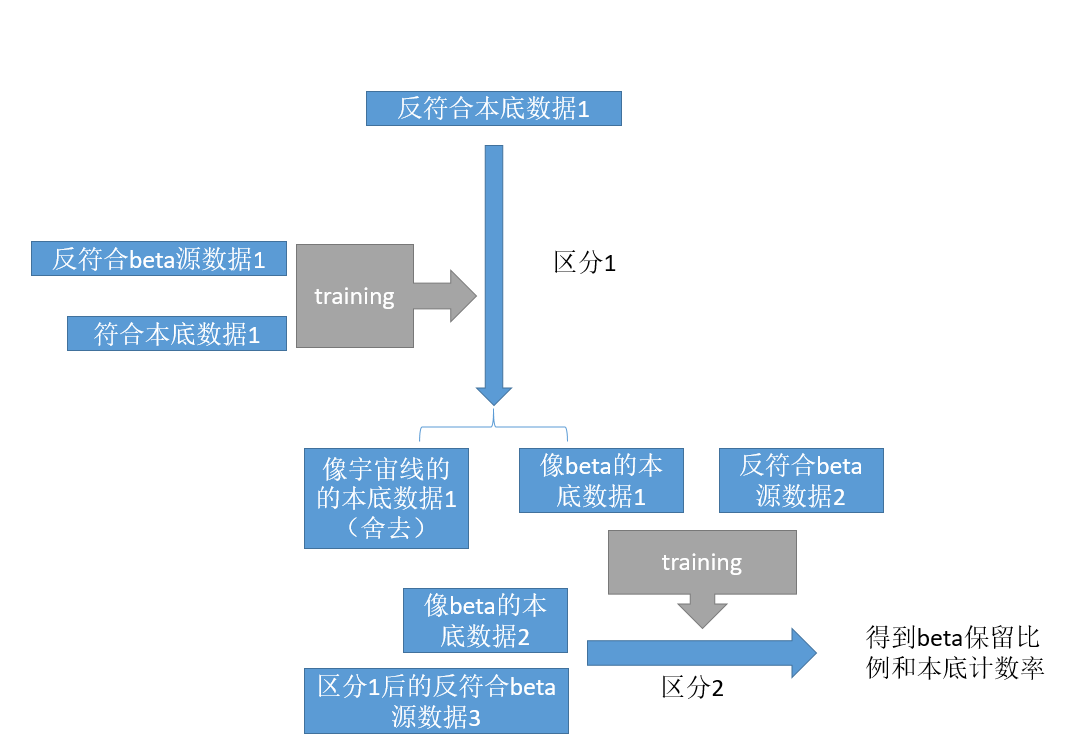 反符合本底数据1
反符合beta源数据1
training
区分1
符合本底数据1
像宇宙线的
的本底数据1
（舍去）
像beta的本
底数据1
反符合beta
源数据2
training
像beta的本
底数据2
区分1后的反符合beta
源数据3
区分2
得到beta保留比
例和本底计数率